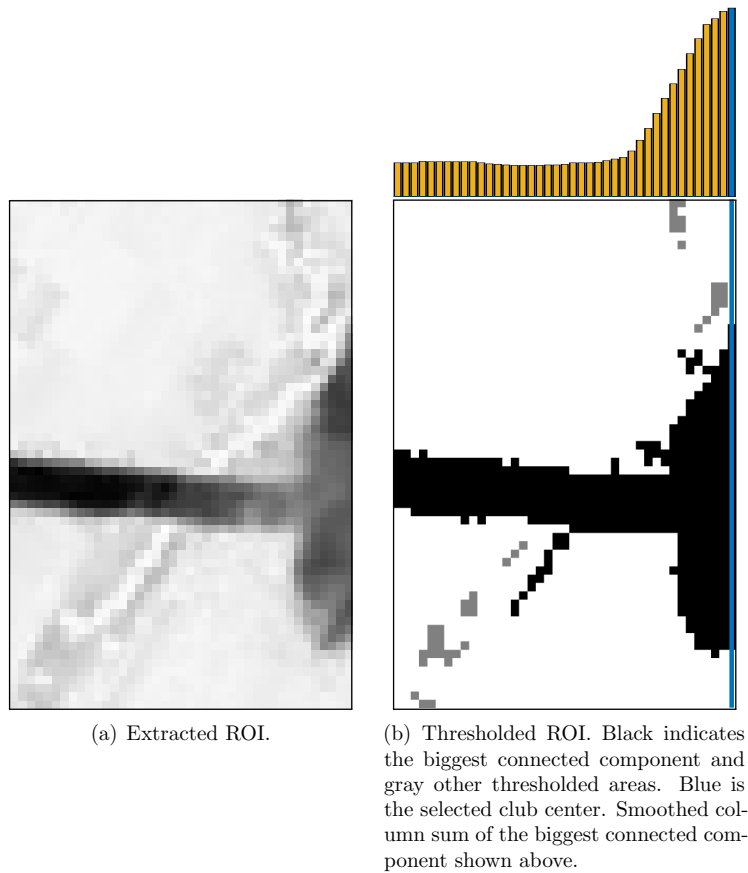 (a) Extracted ROI.
(b) Thresholded ROI. Black indicates
the biggest connected component and
gray other thresholded areas. Blue is
the selected club center. Smoothed col-
umn sum of the biggest connected com-
ponent shown above.